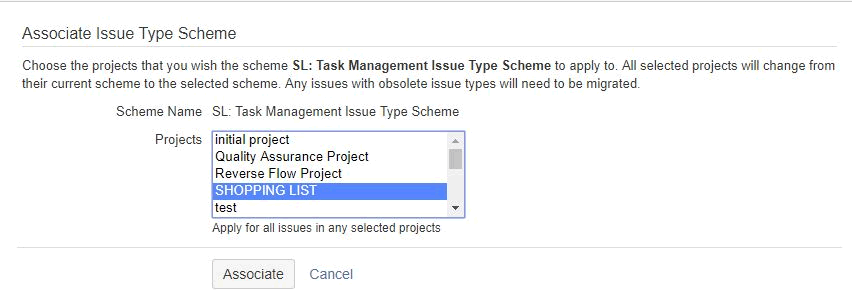 Associate Issue Type Scheme
Choose the projects that you wish the scheme SL: Task Management Issue Type Scheme to apply to. All selected projects will change from
their current scheme to the selected scheme. Any issues with obsolete issue types will need to be migrated.
Scheme Name SL: Task Management Issue Type Scheme
Projects initial project
Quality Assurance Project
Reverse Flow Project
SHOPPING LIST
test
Apply for all issues in any selected projects
Associate Cancel